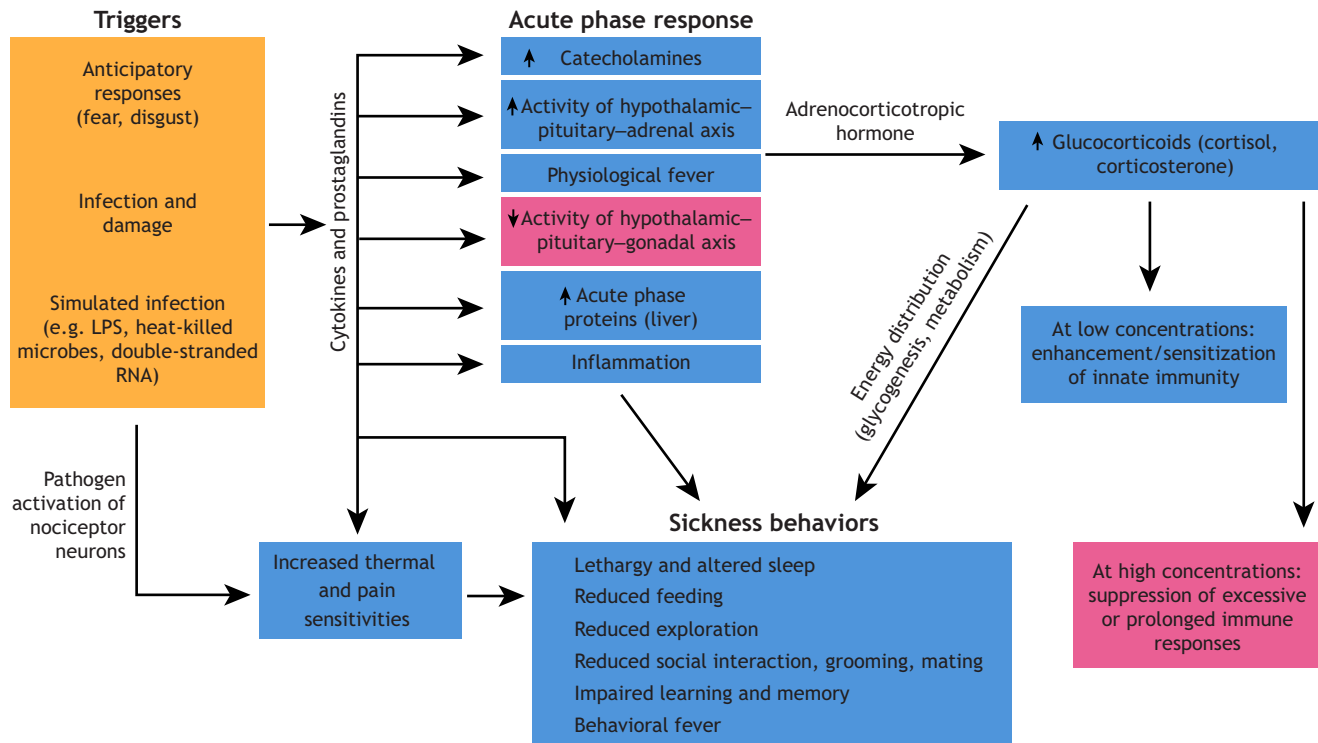 Triggers
Anticipatory
responses
(fear, disgust)
Infection and
damage
Simulated infection
(e.g. LPS, heat-killed
microbes, double-stranded
RNA)
Cytokines and prostaglandins
Acute phase response
Catecholamines
Activity of hypothalamic–
pituitary–adrenal axis
Physiological fever
Activity of hypothalamic–
pituitary–gonadal axis
Acute phase
proteins (liver)
Inflammation
Adrenocorticotropic
hormone
Glucocorticoids (cortisol,
corticosterone)
Energy distribution
(glycogenesis, metabolism)
At low concentrations:
enhancement/sensitization
of innate immunity
At high concentrations:
suppression of excessive
or prolonged immune
responses
Pathogen
activation of
nociceptor
neurons
Increased thermal
and pain
sensitivities
Sickness behaviors
Lethargy and altered sleep
Reduced feeding
Reduced exploration
Reduced social interaction, grooming, mating
Impaired learning and memory
Behavioral fever